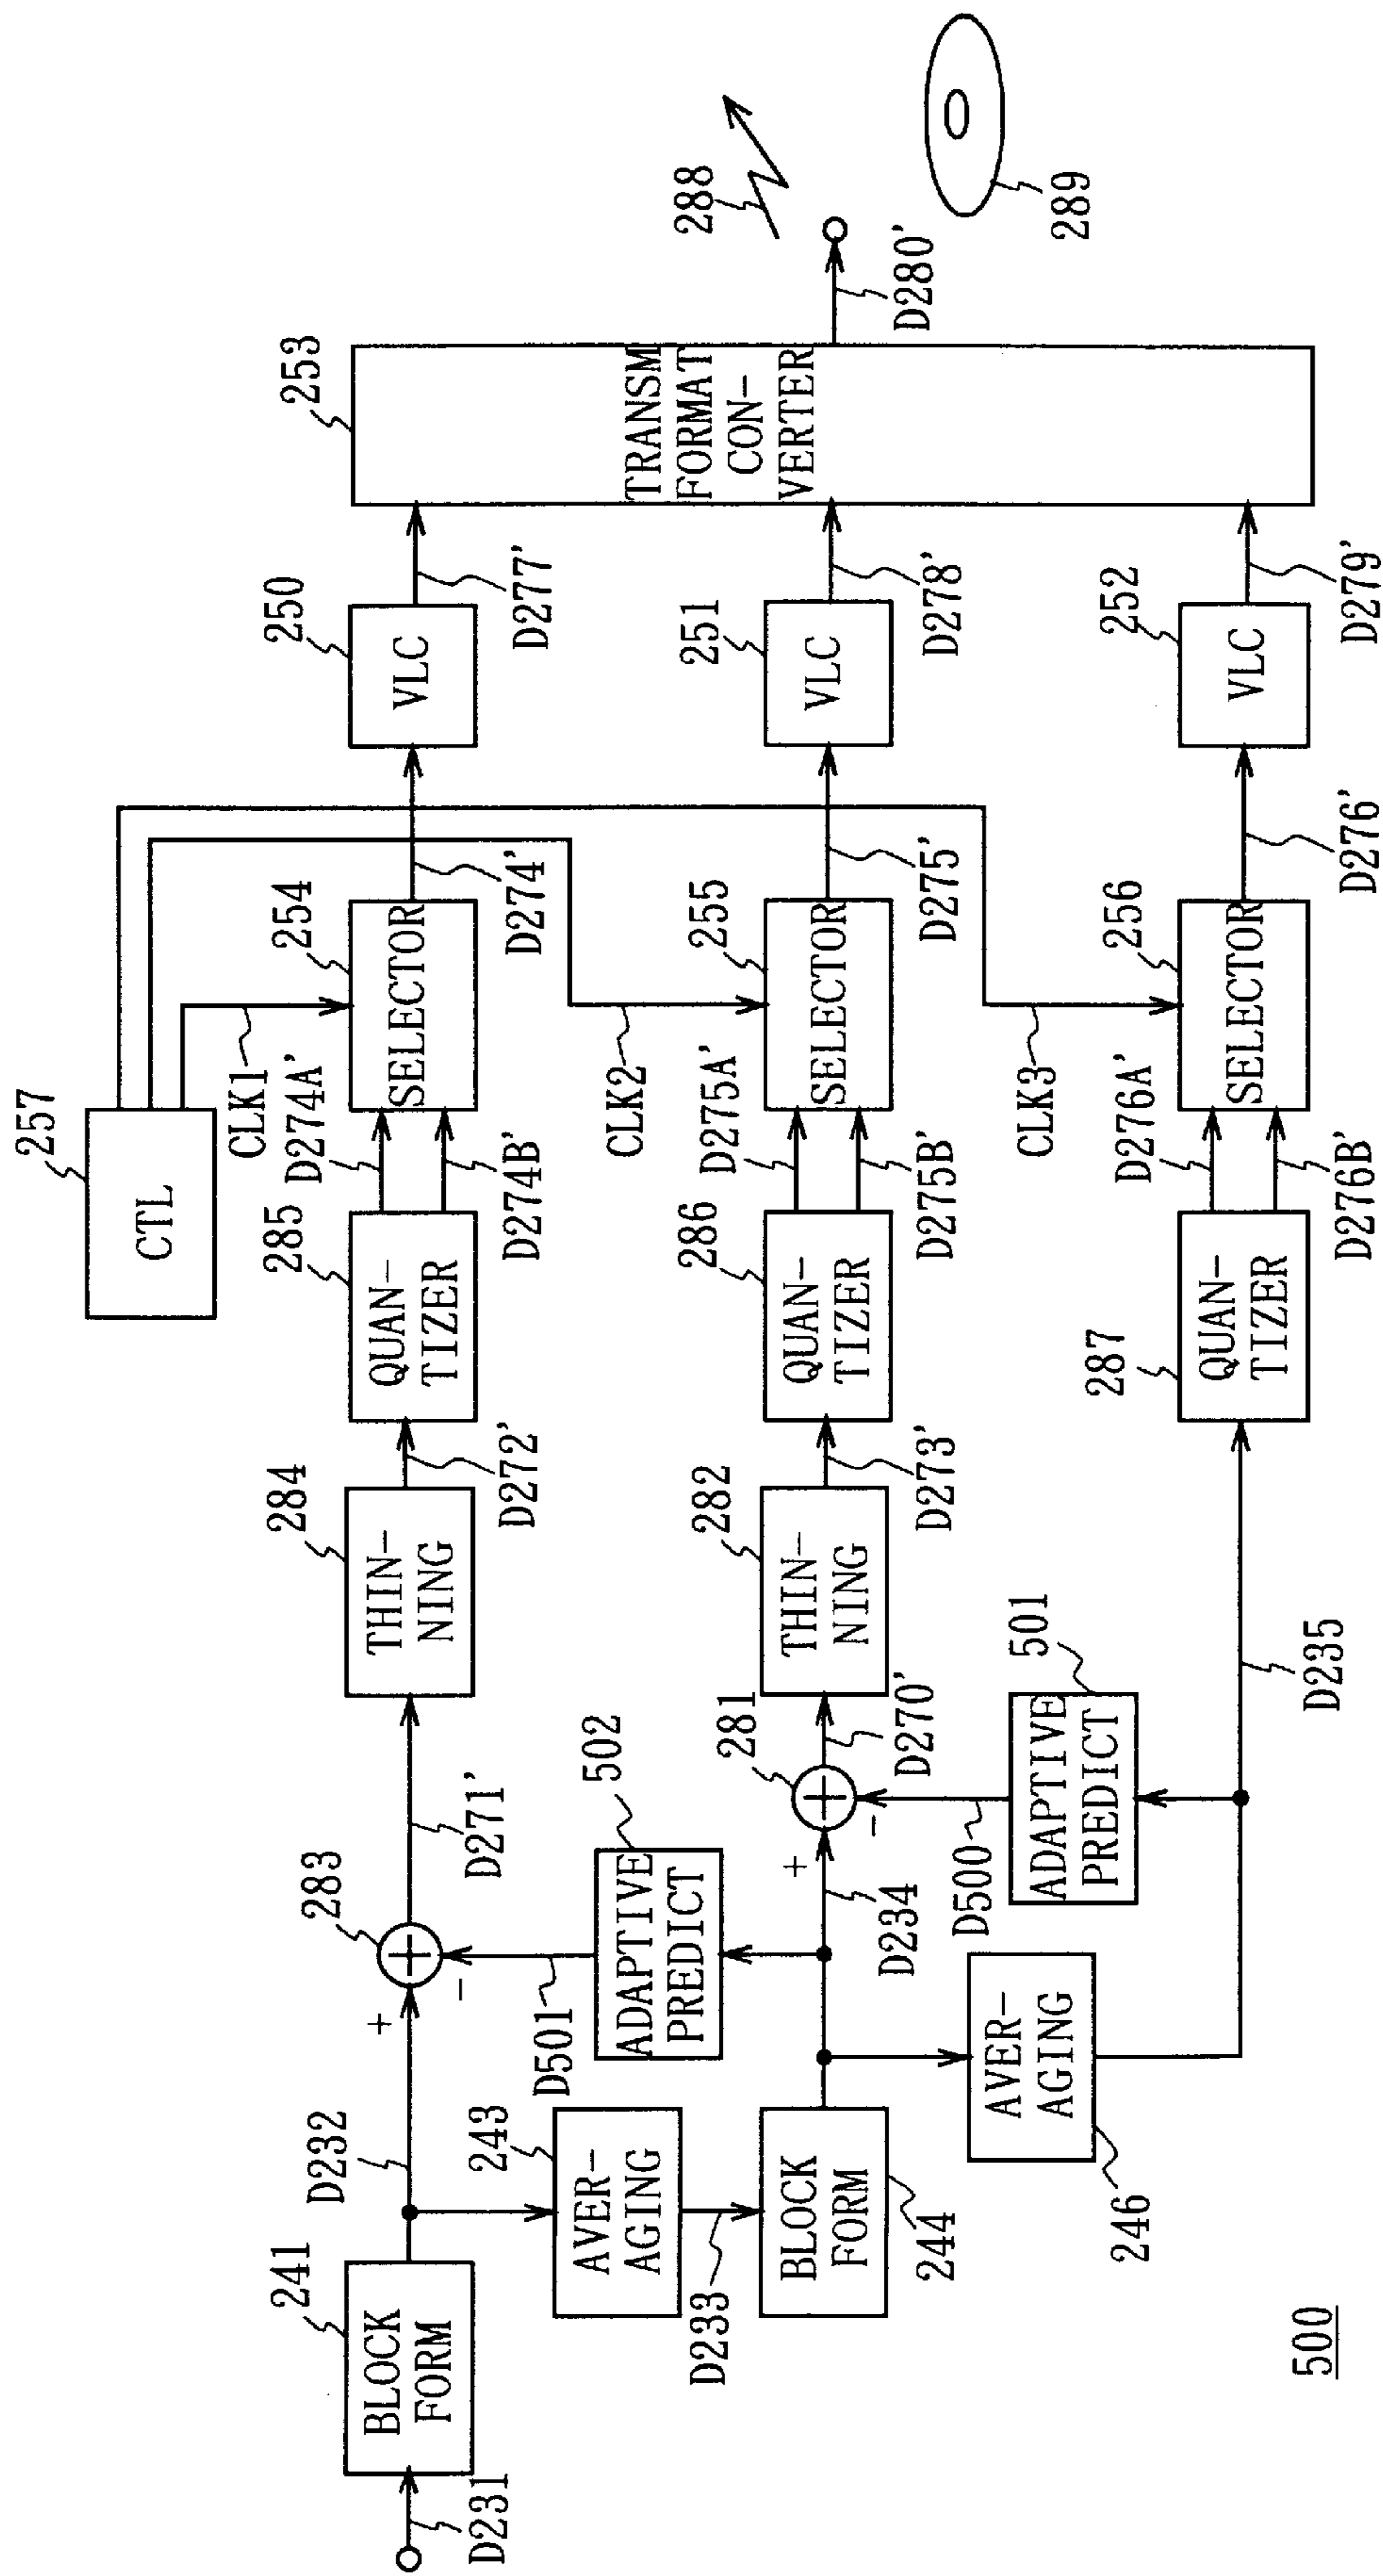 D231
241
BLOCK
FORM
D232
283
+
-
D271'
284
THIN-
NING
D272'
285
QUAN-
TIZER
D274A'
D274B'
257
CTL
CLK1
254
SELECTOR
D274'
250
VLC
D277'
253
TRANSM
FORMAT
CON-
VERTER
243
AVER-
AGING
D233
D501
502
ADAPTIVE
PREDICT
244
BLOCK
FORM
D234
+
-
281
D270'
282
THIN-
NING
D273'
286
QUAN-
TIZER
D275A'
D275B'
CLK2
255
SELECTOR
D275'
251
VLC
D278'
D280'
288
289
246
AVER-
AGING
D500
501
ADAPTIVE
PREDICT
D235
287
QUAN-
TIZER
D276A'
D276B'
CLK3
256
SELECTOR
D276'
252
VLC
D279'
500